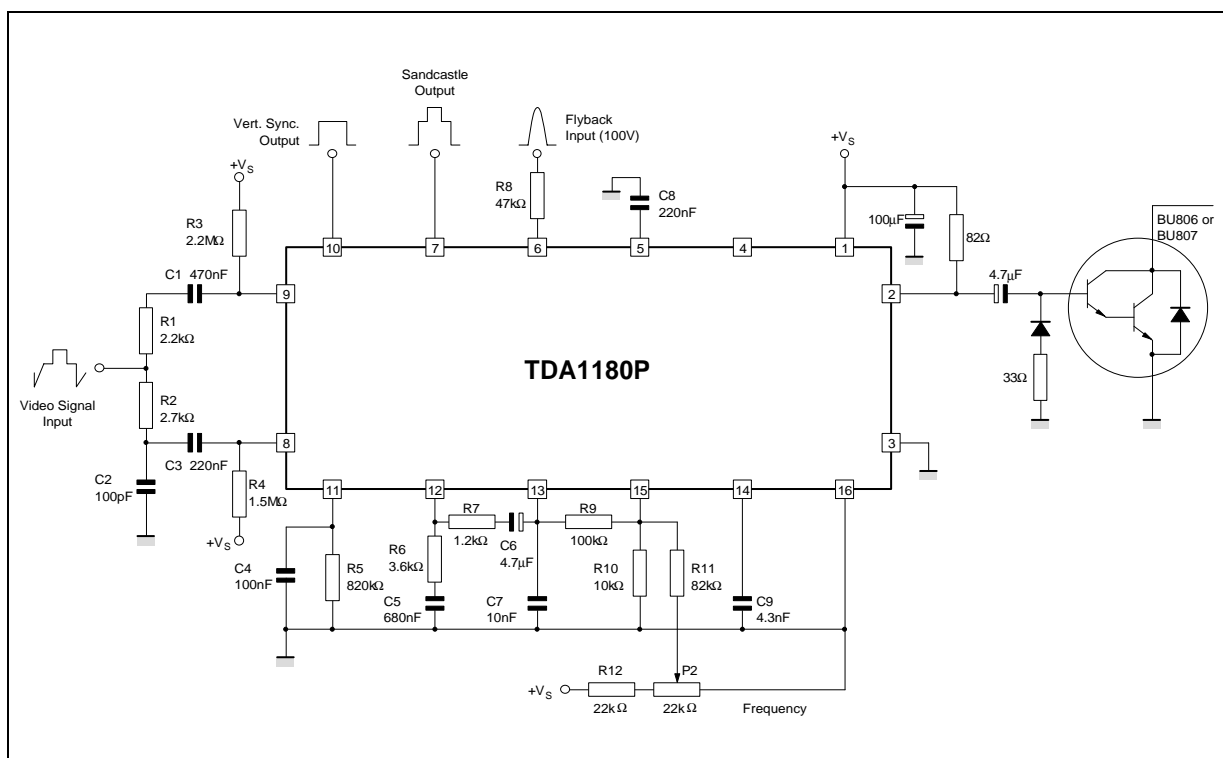 Sandcastle
Output
Vert. Sync.
Output
Flyback
Input (100V)
+VS
+VS
R3
2.2MΩ
R8
47kΩ
C8
220nF
100μF
82Ω
BU806 or
BU807
10
7
6
5
4
1
C1 470nF
9
2
4.7μF
R1
2.2kΩ
TDA1180P
33Ω
Video Signal
Input
R2
2.7kΩ
8
3
C3 220nF
C2
100pF
R4
1.5MΩ
+VS
11
12
13
15
14
16
R7
1.2kΩ
C6
4.7μF
R9
100kΩ
C4
100nF
R5
820kΩ
R6
3.6kΩ
C5
680nF
C7
10nF
R10
10kΩ
R11
82kΩ
C9
4.3nF
+VS
R12
22kΩ
P2
22kΩ
Frequency